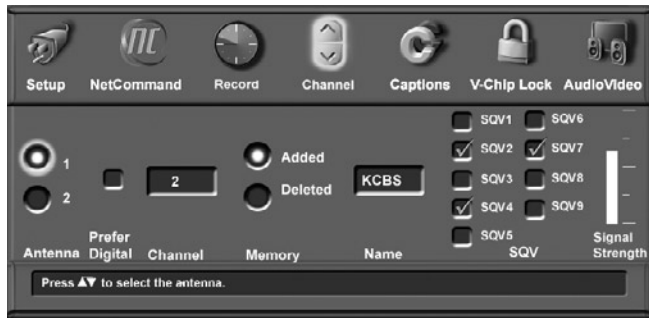 NC
Setup NetCommand Record Channel Captions V-Chip Lock AudioVideo
SQV1 SQV6
1 Added SQV2 SQV7
2 KCBS SQV3 SQV8
2 Deleted SQV4 SQV9
SQV5
Antenna Prefer Digital Channel Memory Name SQV Signal Strength
Press ▲▼ to select the antenna.